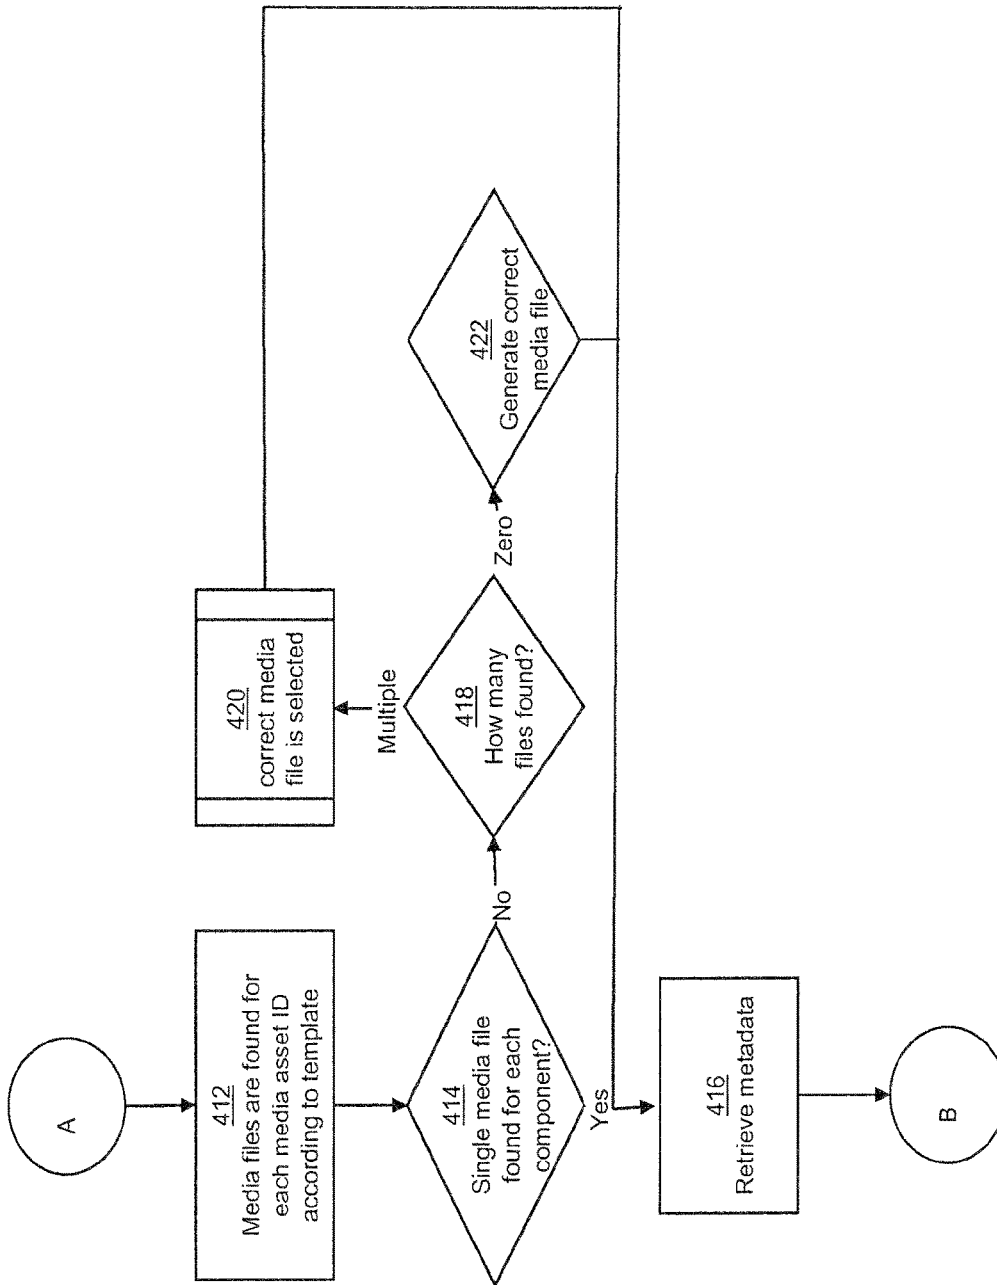 A
412
Media files are found for
each media asset ID
according to template
414
Single media file
found for each
component?
No
Yes
418
How many
files found?
Multiple
Zero
420
correct media
file is selected
422
Generate correct
media file
416
Retrieve metadata
B